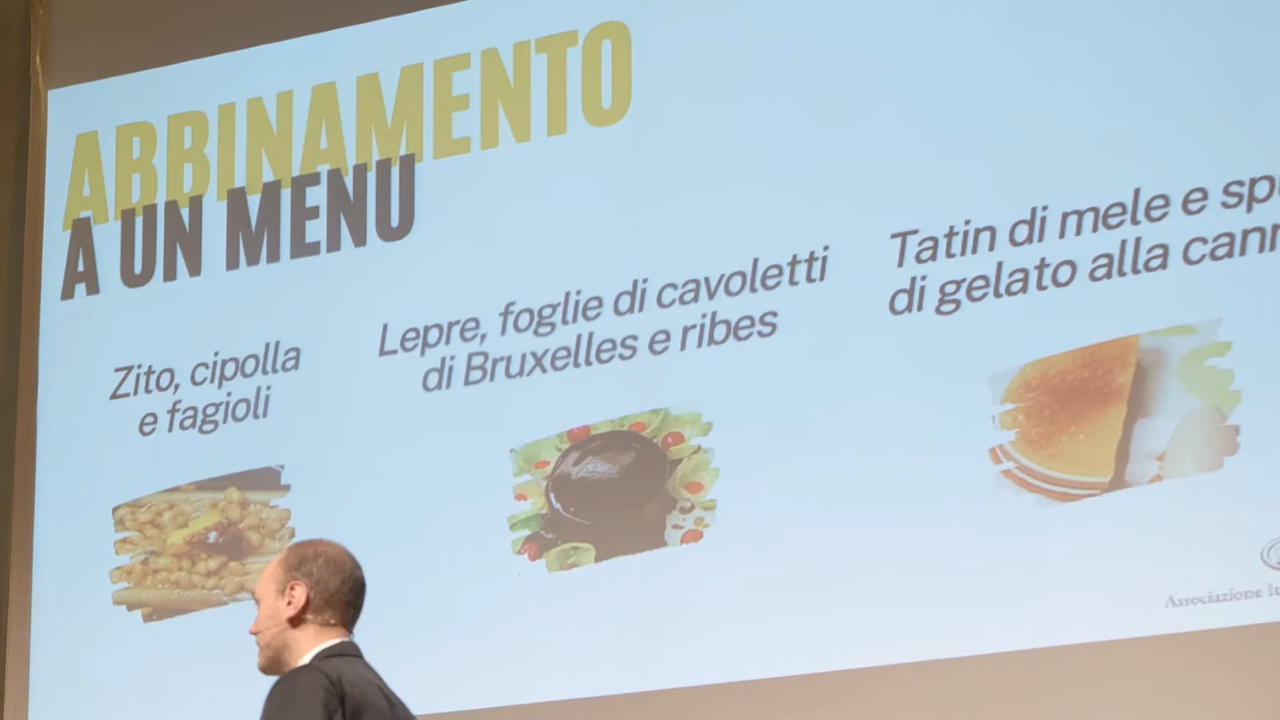 ABBINAMENTO
A UN MENU
Zito, cipolla
e fagioli
Lepre, foglie di cavoletti
di Bruxelles e ribes
Tatin di mele e
di gelato alla
Associazione